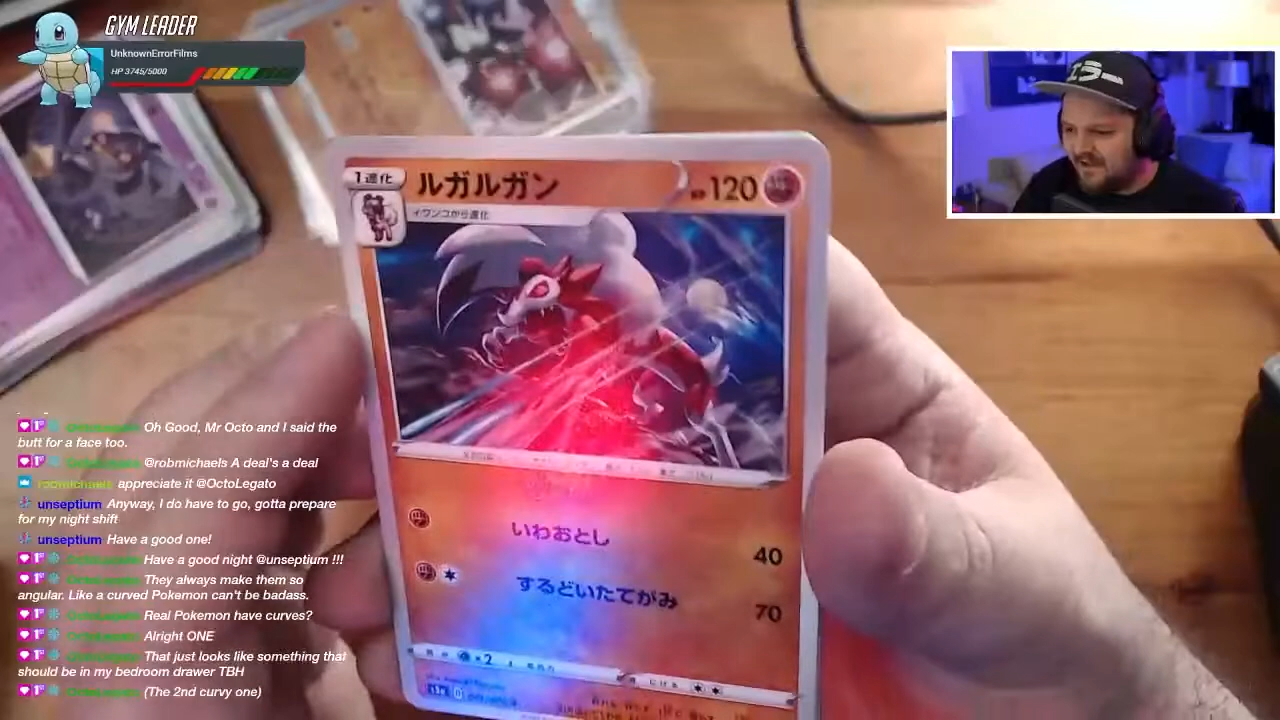 GYM LEADER
UnknownErrorFilms
HP 3745/5000
1進化
ルガルガン
HP 120
イワンコから進化
いわおとし
40
するどいたてがみ
70
×2
Oh Good, Mr Octo and I said the
butt for a face too.
@robmichaels A deal's a deal
robmichaels appreciate it @OctoLegato
unseptium Anyway, I do have to go, gotta prepare
for my night shift
unseptium Have a good one!
Have a good night @unseptium !!!
They always make them so
angular. Like a curved Pokemon can't be badass.
Real Pokemon have curves?
Alright ONE
That just looks like something that
should be in my bedroom drawer TBH
(The 2nd curvy one)